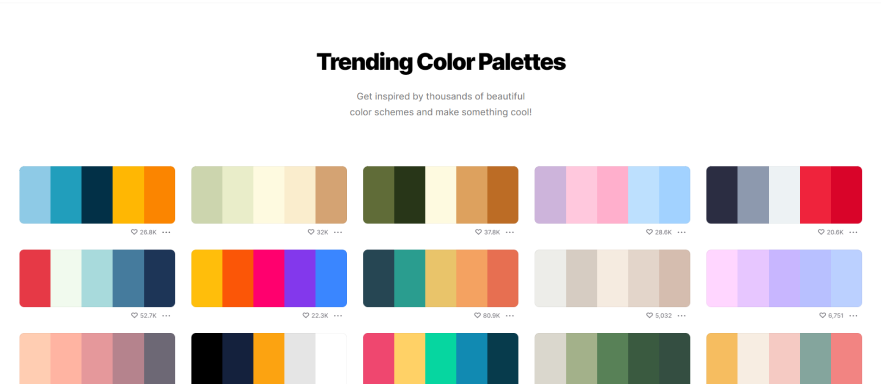 Trending Color Palettes
Get inspired by thousands of beautiful
color schemes and make something cool!
26.8K
32K
37.8K
28.6K
20.6K
52.7K
22.3K
80.9K
5,032
6,751